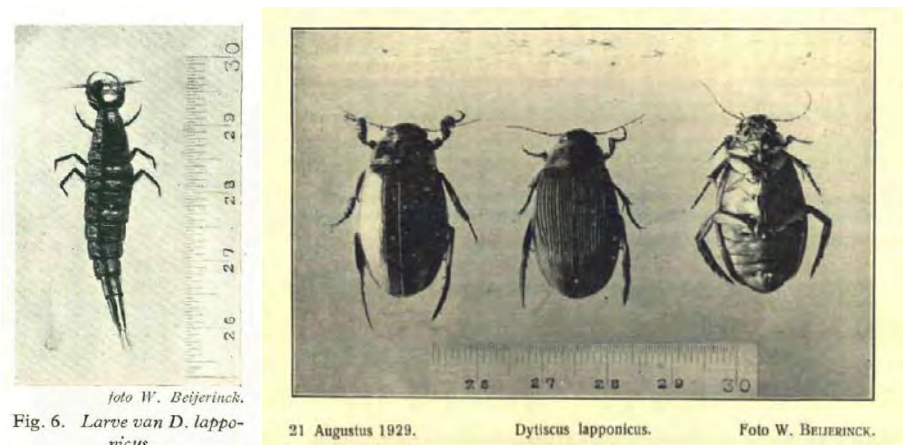 30
29
28
27
26
foto W. Beijerinck.
Fig. 6. Larve van D. lappo-
nicus
26 27 28 29 30
21 Augustus 1929. Dytiscus lapponicus. Foto W. BEIJERINCK.